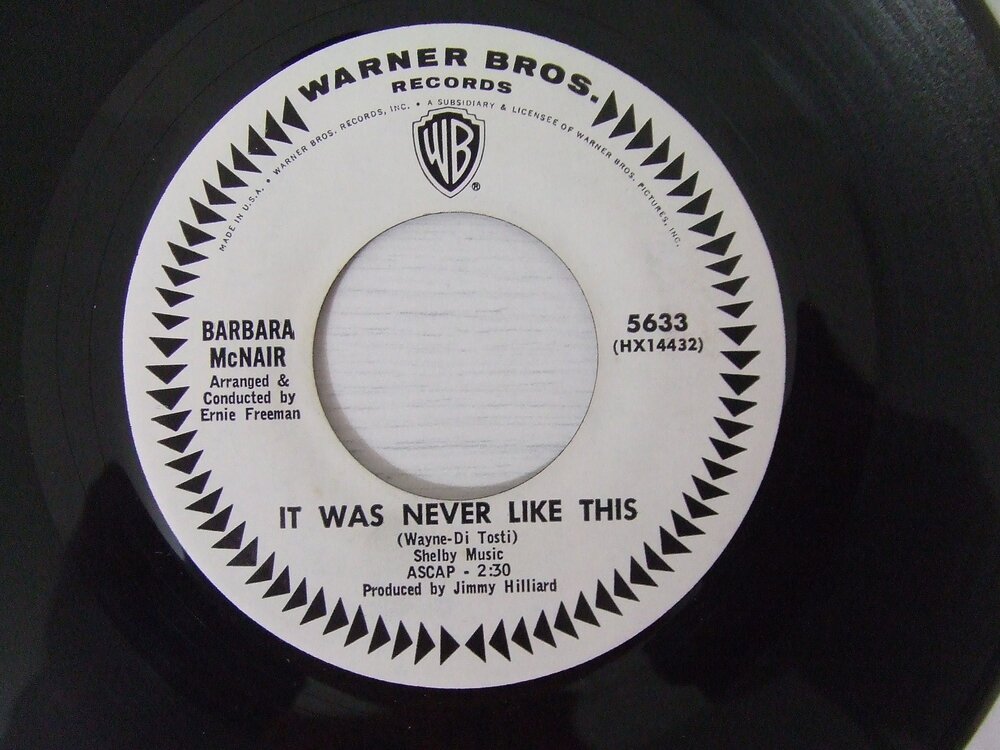 WARNER BROS.
RECORDS
MADE IN U.S.A. • WARNER BROS. RECORDS, INC. • A SUBSIDIARY & LICENSEE OF WARNER BROS. PICTURES, INC.
WB
®
BARBARA
McNAIR
Arranged &
Conducted by
Ernie Freeman
5633
(HX14432)
IT WAS NEVER LIKE THIS
(Wayne-Di Tosti)
Shelby Music
ASCAP - 2:30
Produced by Jimmy Hilliard